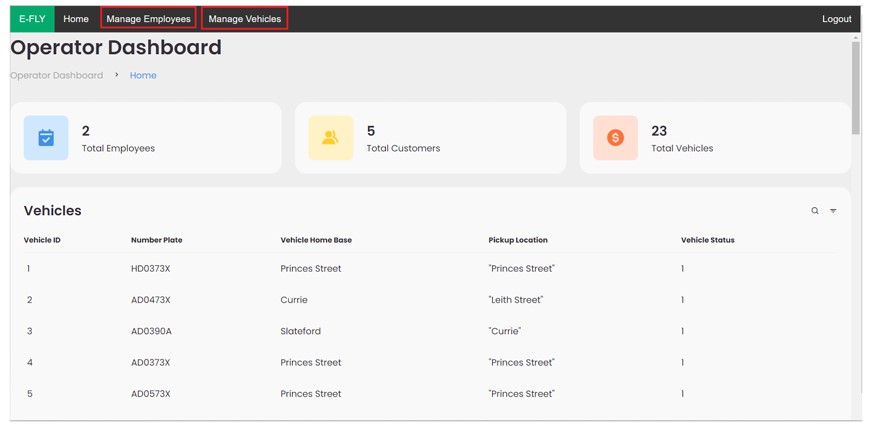 E-FLY Home Manage Employees Manage Vehicles Logout
Operator Dashboard
Operator Dashboard > Home
2
Total Employees
5
Total Customers
23
Total Vehicles
Vehicles
Vehicle ID Number Plate Vehicle Home Base Pickup Location Vehicle Status
1 HD0373X Princes Street "Princes Street" 1
2 AD0473X Currie "Leith Street" 1
3 AD0390A Slateford "Currie" 1
4 AD0373X Princes Street "Princes Street" 1
5 AD0573X Princes Street "Princes Street" 1